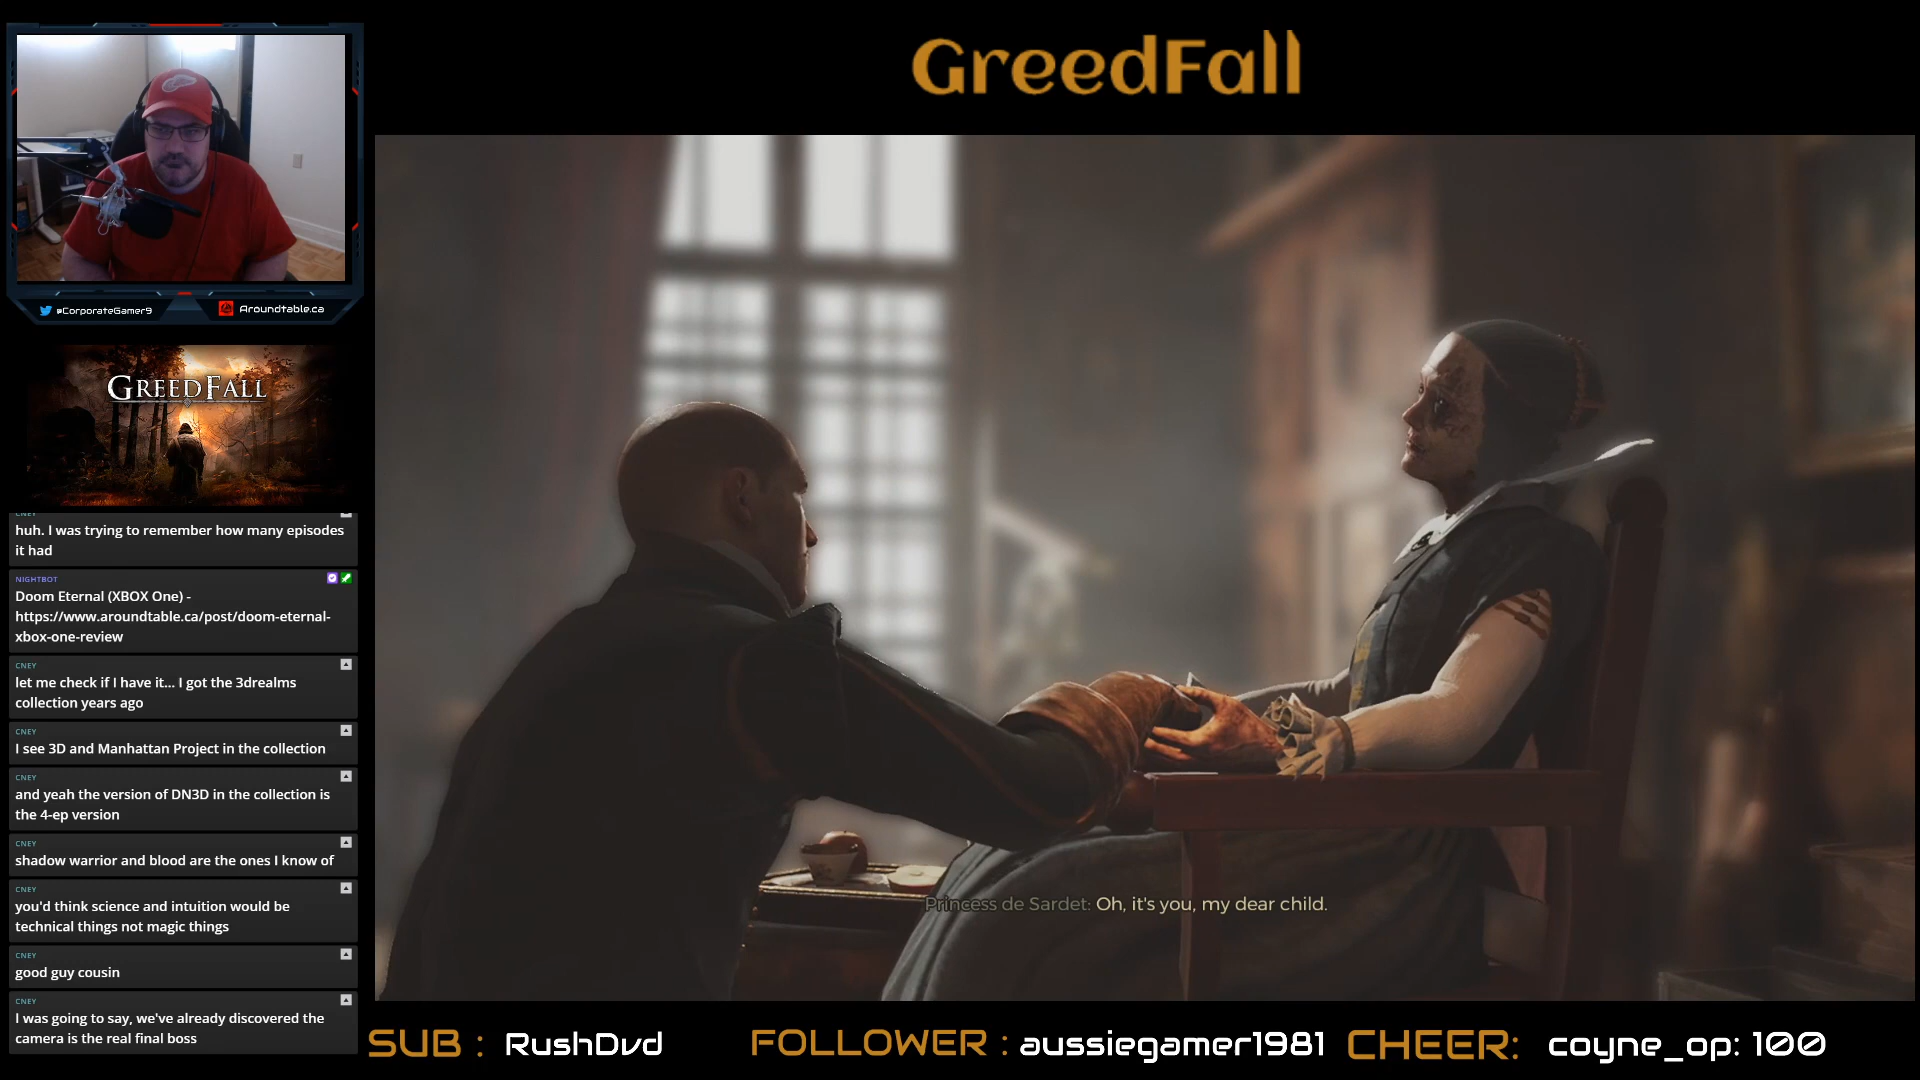 GreedFall
@CorporateGamer9
Aroundtable.ca
GREEDFALL
CNEY
huh. I was trying to remember how many episodes
it had
NIGHTBOT
Doom Eternal (XBOX One) -
https://www.aroundtable.ca/post/doom-eternal-
xbox-one-review
CNEY
let me check if I have it... I got the 3drealms
collection years ago
CNEY
I see 3D and Manhattan Project in the collection
CNEY
and yeah the version of DN3D in the collection is
the 4-ep version
CNEY
shadow warrior and blood are the ones I know of
CNEY
you'd think science and intuition would be
technical things not magic things
CNEY
good guy cousin
CNEY
I was going to say, we've already discovered the
camera is the real final boss
Princess de Sardet: Oh, it's you, my dear child.
SUB : RushDvd
FOLLOWER : aussiegamer1981
CHEER: coyne_op: 100